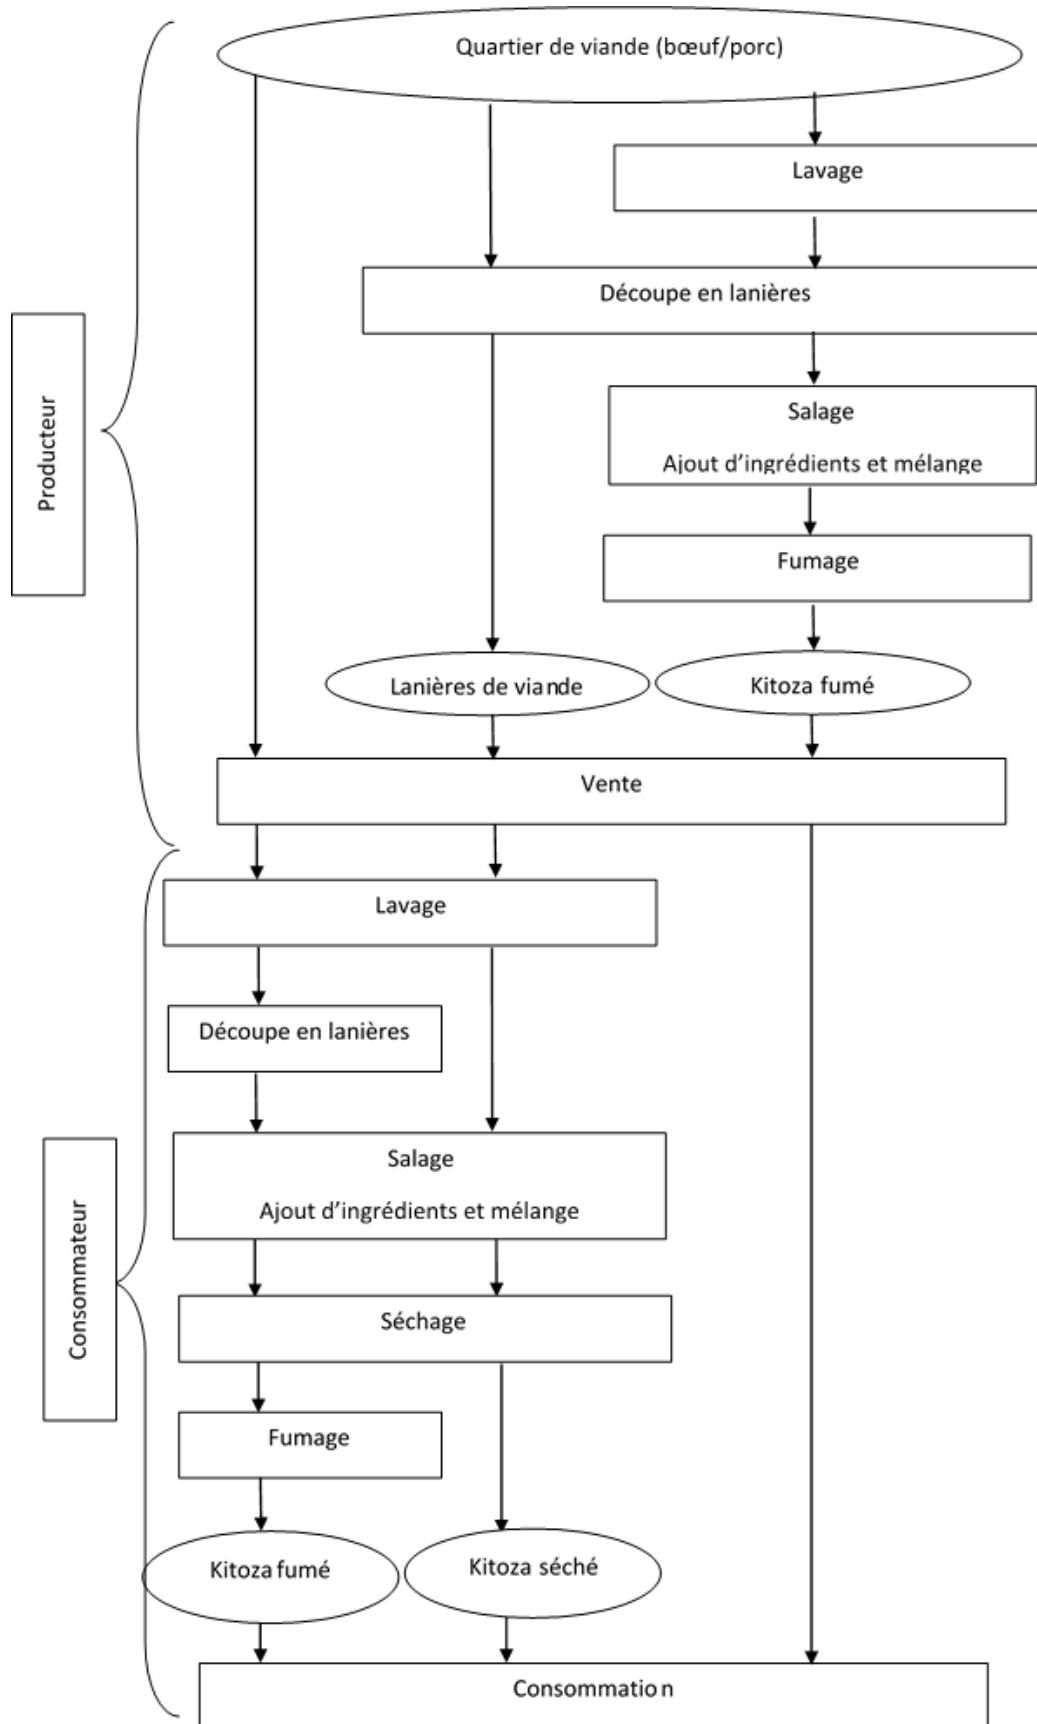 Quartier de viande (bœuf/porc)
Lavage
Découpe en lanières
Producteur
Salage
Ajout d'ingrédients et mélange
Fumage
Lanières de viande
Kitoza fumé
Vente
Lavage
Découpe en lanières
Consommateur
Salage
Ajout d'ingrédients et mélange
Séchage
Fumage
Kitoza fumé
Kitoza séché
Consommation